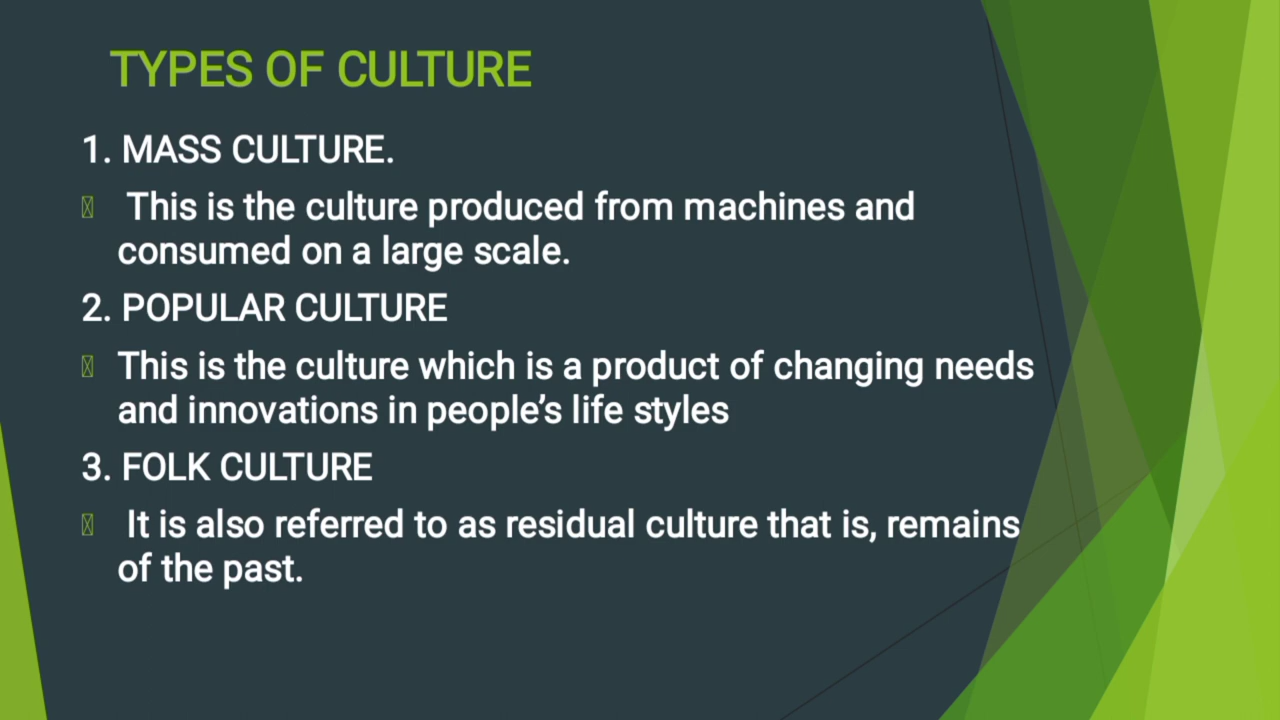 TYPES OF CULTURE
1. MASS CULTURE.
This is the culture produced from machines and
consumed on a large scale.
2. POPULAR CULTURE
This is the culture which is a product of changing needs
and innovations in people’s life styles
3. FOLK CULTURE
It is also referred to as residual culture that is, remains
of the past.